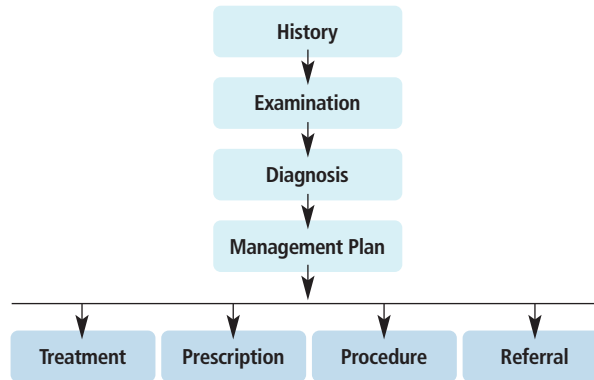 History
Examination
Diagnosis
Management Plan
Treatment
Prescription
Procedure
Referral